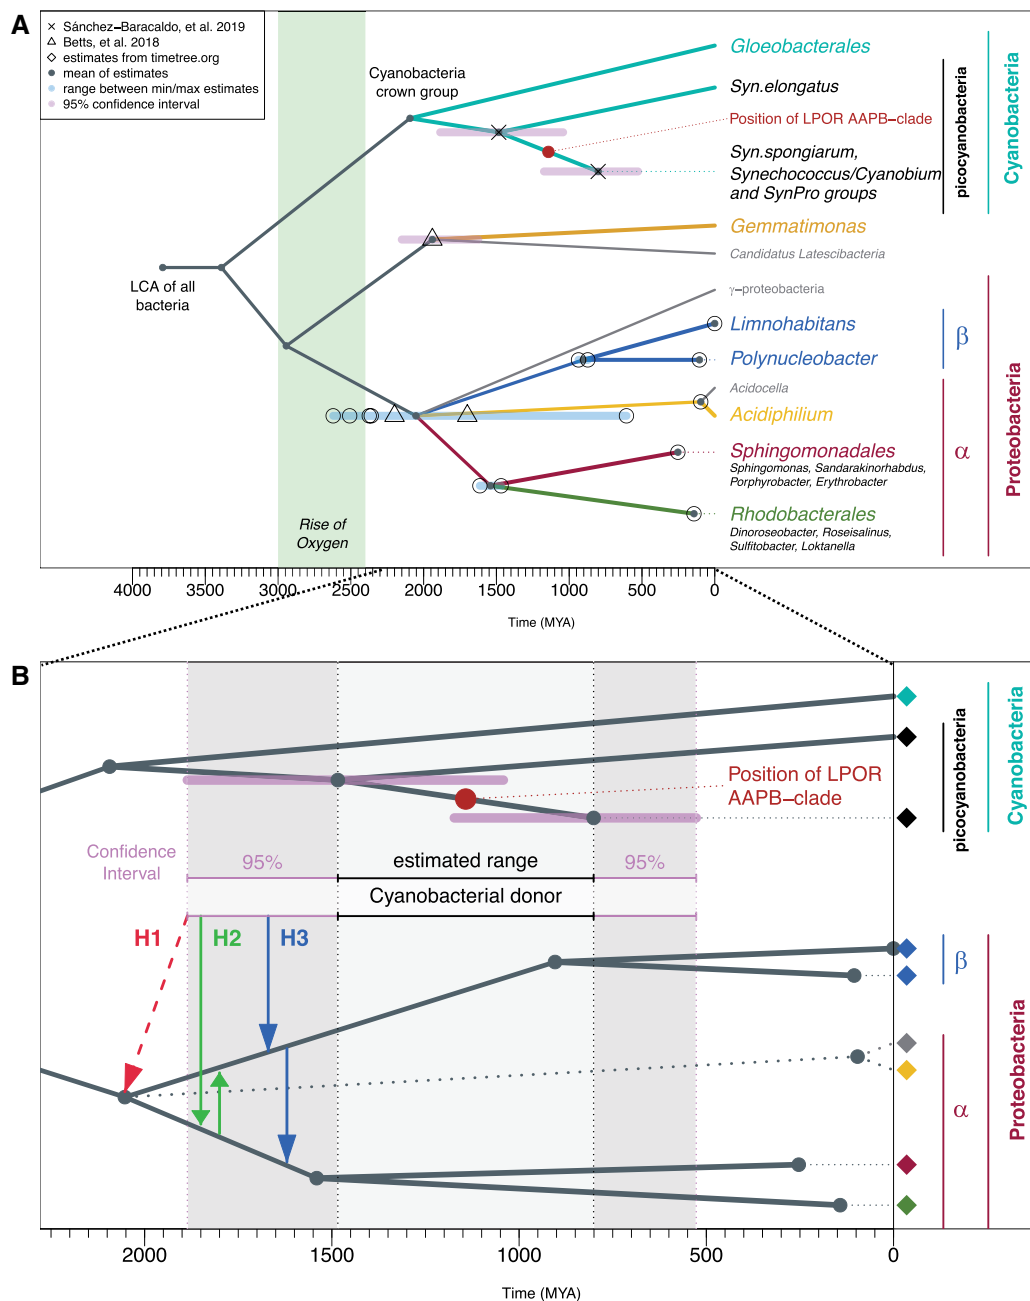 A
Sánchez−Baracaldo, et al. 2019
Betts, et al. 2018
estimates from timetree.org
mean of estimates
range between min/max estimates
95% confidence interval
Cyanobacteria
crown group
LCA of all
bacteria
Rise of
Oxygen
Gloeobacterales
Syn.elongatus
Position of LPOR AAPB−clade
Syn.spongiarum,
Synechococcus/Cyanobium
and SynPro groups
Gemmatimonas
Candidatus Latescibacteria
γ−proteobacteria
Limnohabitans
Polynucleobacter
Acidocella
Acidiphilium
Sphingomonadales
Sphingomonas, Sandarakinorhabdus,
Porphyrobacter, Erythrobacter
Rhodobacterales
Dinoroseobacter, Roseisalinus,
Sulfitobacter, Loktanella
picocyanobacteria
Cyanobacteria
β
α
Proteobacteria
4000 3500 3000 2500 2000 1500 1000 500 0
Time (MYA)
B
Position of LPOR
AAPB−clade
Confidence
Interval
95%
estimated range
95%
Cyanobacterial donor
H1
H2
H3
picocyanobacteria
Cyanobacteria
β
α
Proteobacteria
2000 1500 1000 500 0
Time (MYA)